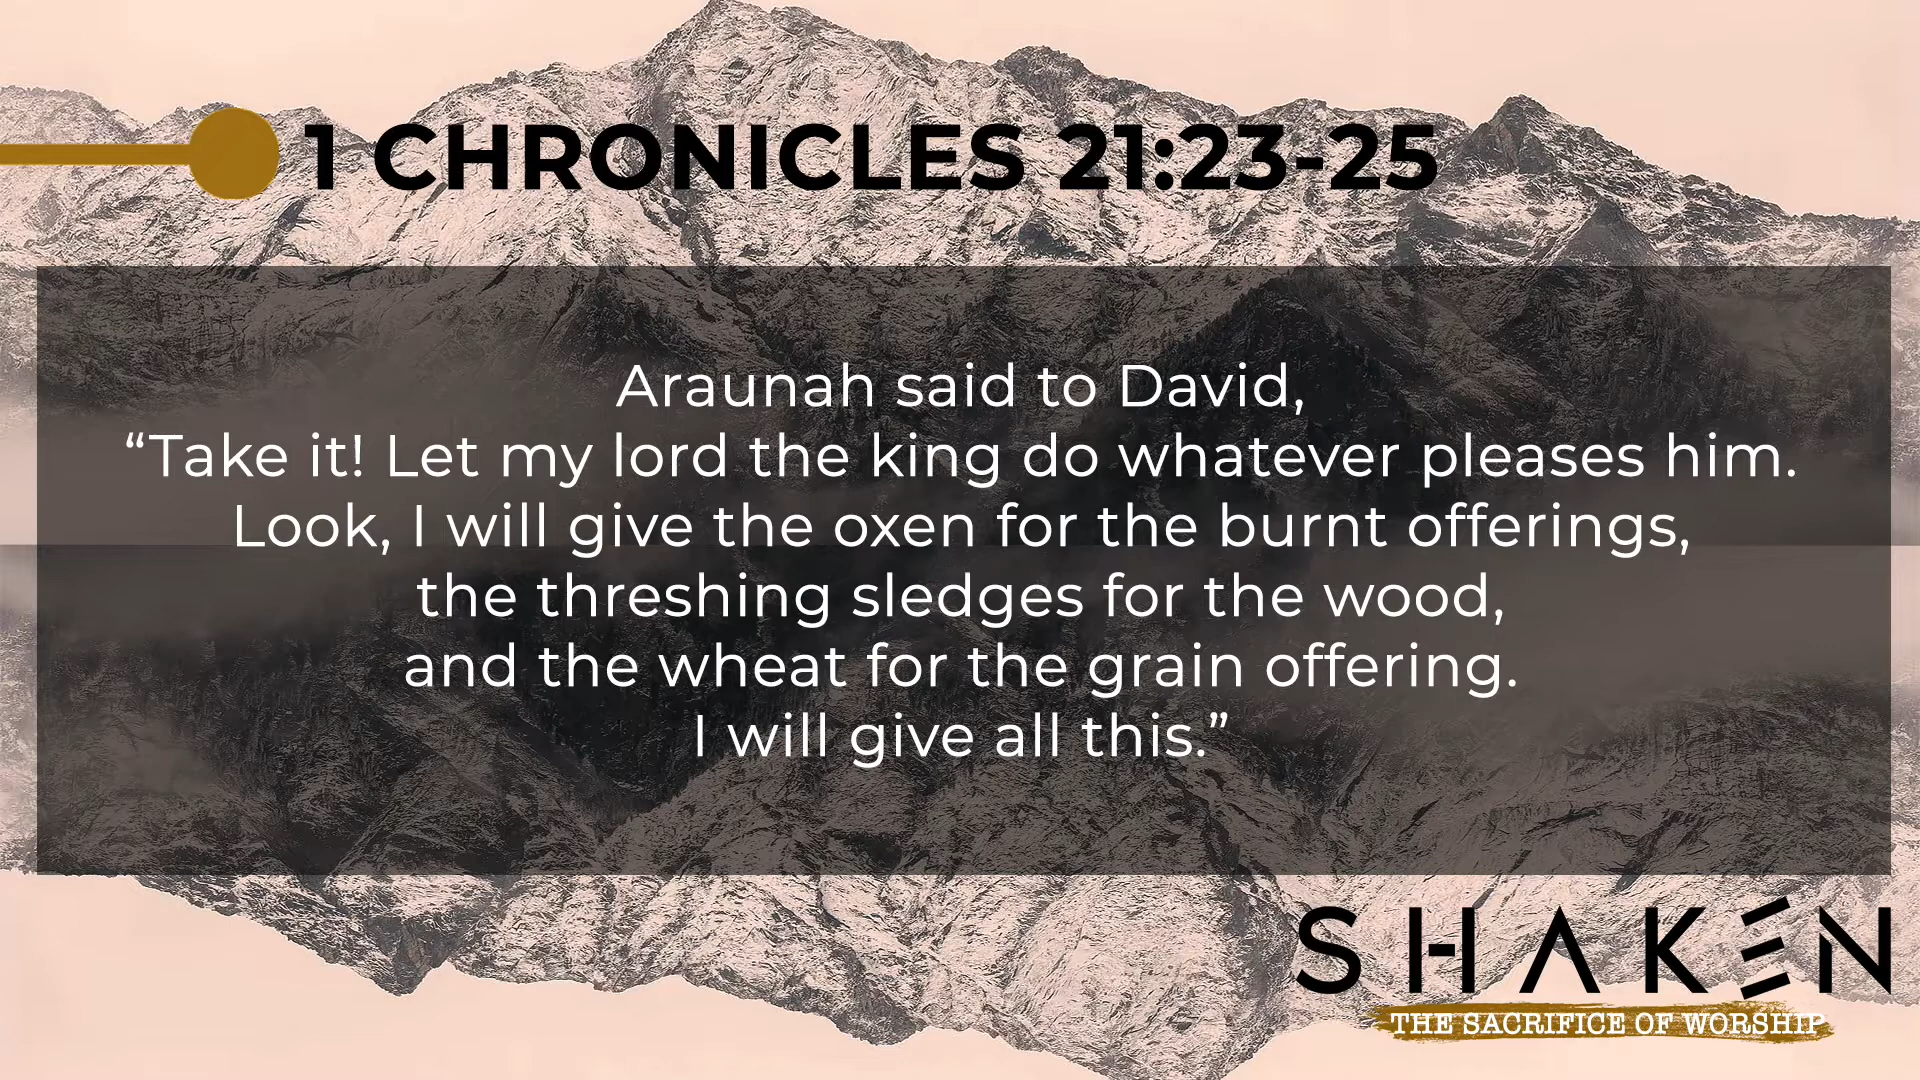 1 CHRONICLES 21:23-25
Araunah said to David,
“Take it! Let my lord the king do whatever pleases him.
Look, I will give the oxen for the burnt offerings,
the threshing sledges for the wood,
and the wheat for the grain offering.
I will give all this.”
SHAKEN
THE SACRIFICE OF WORSHIP